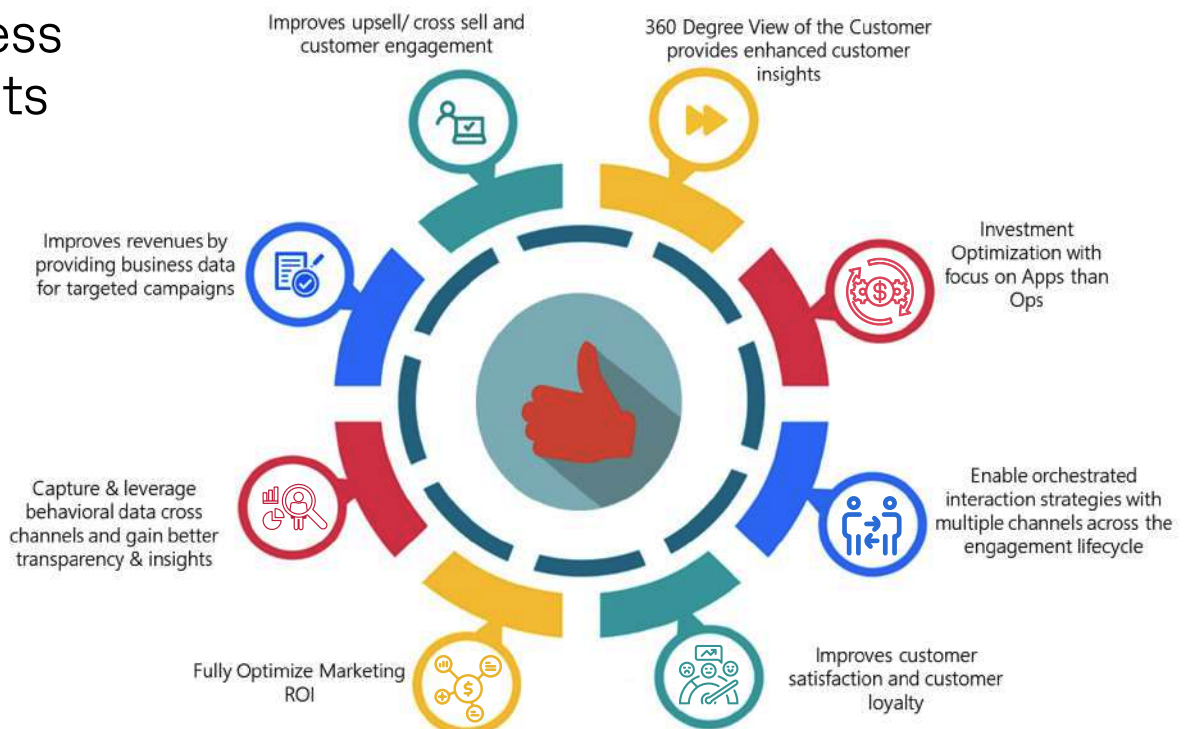 ess
ts
Improves upsell/ cross sell and
customer engagement
360 Degree View of the Customer
provides enhanced customer
insights
Investment
Optimization with
focus on Apps than
Ops
Enable orchestrated
interaction strategies with
multiple channels across the
engagement lifecycle
Improves customer
satisfaction and customer
loyalty
Fully Optimize Marketing
ROI
Capture & leverage
behavioral data cross
channels and gain better
transparency & insights
Improves revenues by
providing business data
for targeted campaigns